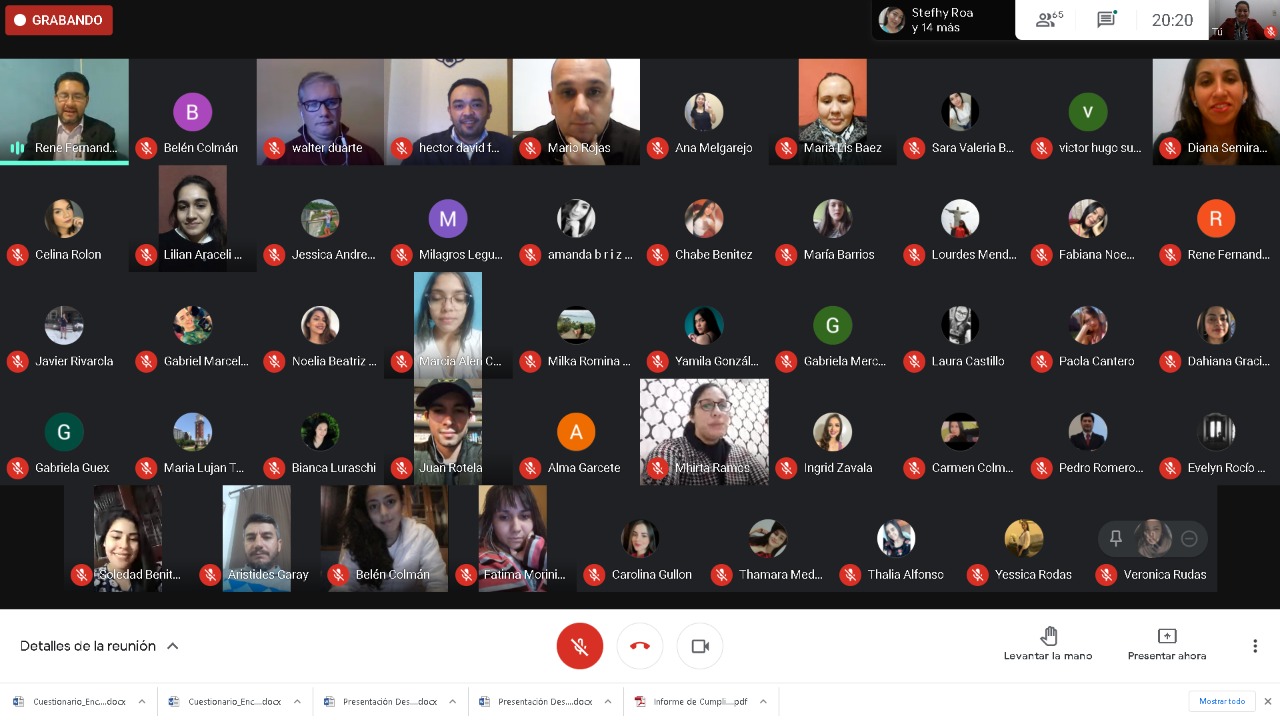 GRABANDO
Stefhy Roa
y 14 más
65
20:20
Tú
Rene Fernand...
B
Belén Colmán
walter duarte
hector david f...
Mario Rojas
Ana Melgarejo
Maria Lis Baez
Sara Valeria B...
V
victor hugo su...
Diana Semira...
Celina Rolon
Lilian Araceli ...
Jessica Andre...
M
Milagros Legu...
amanda b r i z ...
Chabe Benitez
María Barrios
Lourdes Mend...
Fabiana Noe...
R
Rene Fernand...
Javier Rivarola
Gabriel Marcel...
Noelia Beatriz ...
Marcia Alen C...
Milka Romina ...
Yamila Gonzál...
G
Gabriela Merc...
Laura Castillo
Paola Cantero
Dahiana Graci...
G
Gabriela Guex
Maria Lujan T...
Bianca Luraschi
Juan Rotela
A
Alma Garcete
Mhirta Ramos
Ingrid Zavala
Carmen Colm...
Pedro Romero...
Evelyn Rocío ...
Soledad Benit...
Aristides Garay
Belén Colmán
Fatima Morini...
Carolina Gullon
Thamara Med...
Thalia Alfonso
Yessica Rodas
Veronica Rudas
Detalles de la reunión
Levantar la mano
Presentar ahora
Cuestionario_Enc....docx
Cuestionario_Enc....docx
Presentación Des....docx
Presentación Des....docx
Informe de Cumpli...pdf
Mostrar todo